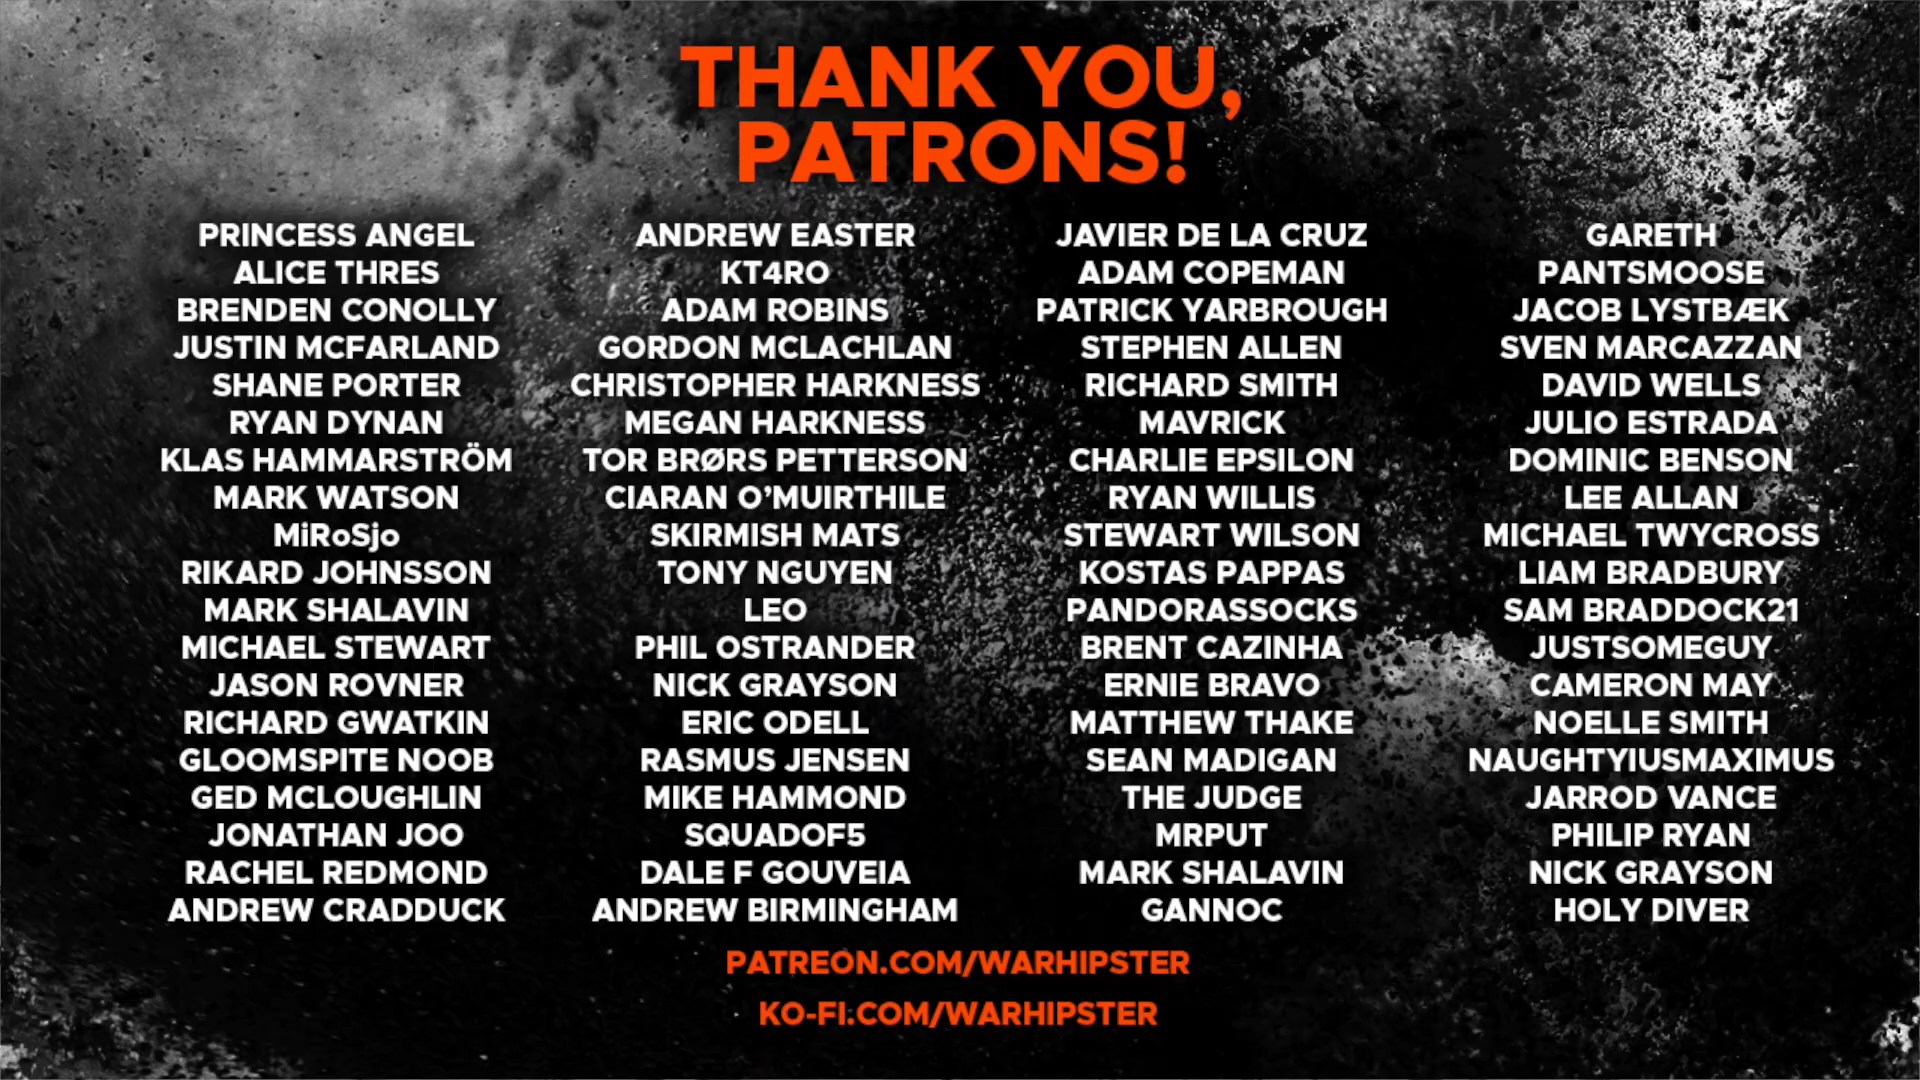 THANK YOU,
PATRONS!
PRINCESS ANGEL
ALICE THRES
BRENDEN CONOLLY
JUSTIN MCFARLAND
SHANE PORTER
RYAN DYNAN
KLAS HAMMARSTRÖM
MARK WATSON
MiRoSjo
RIKARD JOHNSSON
MARK SHALAVIN
MICHAEL STEWART
JASON ROVNER
RICHARD GWATKIN
GLOOMSPITE NOOB
GED MCLOUGHLIN
JONATHAN JOO
RACHEL REDMOND
ANDREW CRADDUCK
ANDREW EASTER
KT4RO
ADAM ROBINS
GORDON MCLACHLAN
CHRISTOPHER HARKNESS
MEGAN HARKNESS
TOR BRØRS PETTERSON
CIARAN O’MUIRTHILE
SKIRMISH MATS
TONY NGUYEN
LEO
PHIL OSTRANDER
NICK GRAYSON
ERIC ODELL
RASMUS JENSEN
MIKE HAMMOND
SQUADOF5
DALE F GOUVEIA
ANDREW BIRMINGHAM
JAVIER DE LA CRUZ
ADAM COPEMAN
PATRICK YARBROUGH
STEPHEN ALLEN
RICHARD SMITH
MAVRICK
CHARLIE EPSILON
RYAN WILLIS
STEWART WILSON
KOSTAS PAPPAS
PANDORASSOCKS
BRENT CAZINHA
ERNIE BRAVO
MATTHEW THAKE
SEAN MADIGAN
THE JUDGE
MRPUT
MARK SHALAVIN
GANNOC
GARETH
PANTSMOOSE
JACOB LYSTBÆK
SVEN MARCAZZAN
DAVID WELLS
JULIO ESTRADA
DOMINIC BENSON
LEE ALLAN
MICHAEL TWYCROSS
LIAM BRADBURY
SAM BRADDOCK21
JUSTSOMEGUY
CAMERON MAY
NOELLE SMITH
NAUGHTYIUSMAXIMUS
JARROD VANCE
PHILIP RYAN
NICK GRAYSON
HOLY DIVER
PATREON.COM/WARHIPSTER
KO-FI.COM/WARHIPSTER